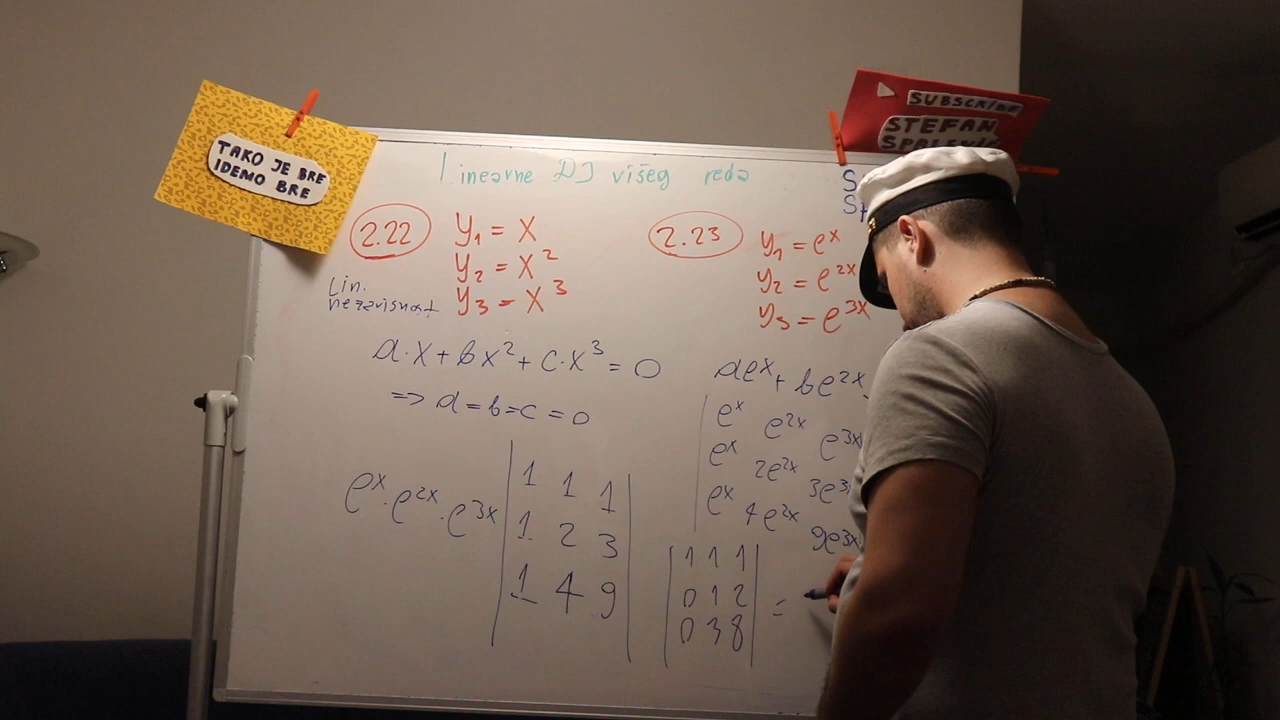 TAKO JE BRE
IDEMO BRE
SUBSCRIBE
STEFAN
Linearne DJ višeg reda
2.22
y₁ = x
y₂ = x²
y₃ = x³
Lin.
nezavisnost
a·x + bx² + c·x³ = 0
=> a = b = c = 0
eˣ·e²ˣ·e³ˣ
1 1 1
1 2 3
1 4 9
2.23
y₁ = eˣ
y₂ = e²ˣ
y₃ = e³ˣ
aeˣ + be²ˣ
eˣ e²ˣ e³ˣ
eˣ 2e²ˣ 3e³
eˣ 4e²ˣ 9e³ˣ
1 1 1
0 1 2
0 3 8
=